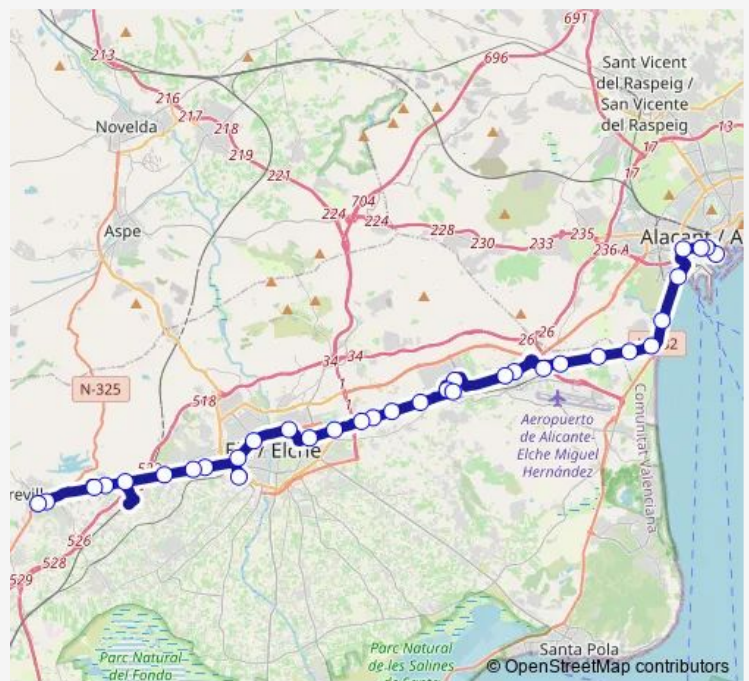 691
213
696
Sant Vicent
del Raspeig /
San Vicente
del Raspeig
216
217
218
Novelda
13
17
219
221
17
704
224
224
228
230
233
235
236 A
Aspe
Alacant / A
26
26
34
34
N-325
1
518
1
Aeropuerto
de Alicante-
Elche Miguel
Hernández
Comunitat Valenciana
/ Elche
526
528
529
Parc Natural
del Fondo
Parc Natural
de les Salines
Santa Pola
© OpenStreetMap contributors